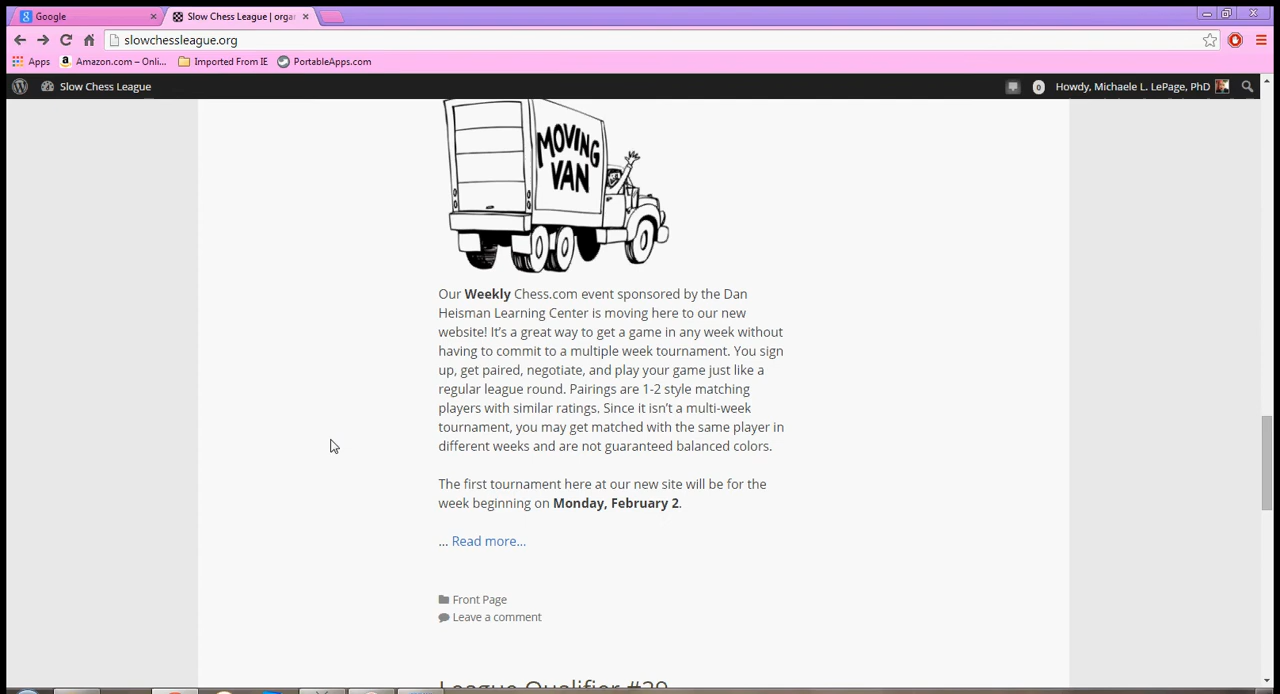 Google
Slow Chess League | orga
slowchessleague.org
Apps
Amazon.com – Onli...
Imported From IE
PortableApps.com
Slow Chess League
0
Howdy, Michaele L. LePage, PhD
MOVING
VAN
Our Weekly Chess.com event sponsored by the Dan
Heisman Learning Center is moving here to our new
website! It’s a great way to get a game in any week without
having to commit to a multiple week tournament. You sign
up, get paired, negotiate, and play your game just like a
regular league round. Pairings are 1-2 style matching
players with similar ratings. Since it isn’t a multi-week
tournament, you may get matched with the same player in
different weeks and are not guaranteed balanced colors.
The first tournament here at our new site will be for the
week beginning on Monday, February 2.
... Read more...
Front Page
Leave a comment
League Qualifier #29